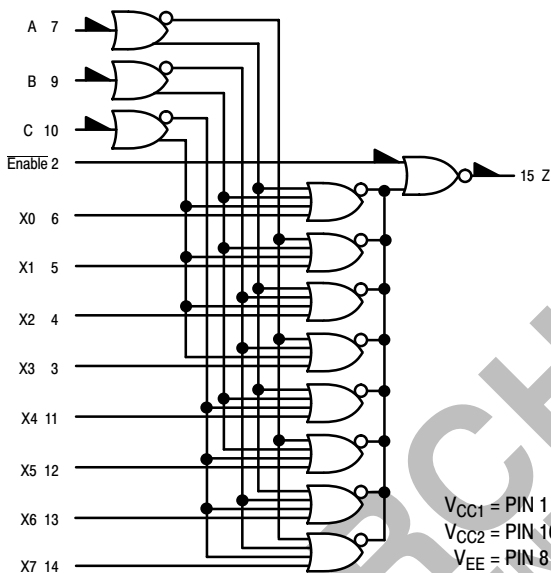 A 7
B 9
C 10
Enable 2
15 Z
X0 6
X1 5
X2 4
X3 3
X4 11
X5 12
X6 13
X7 14
VCC1 = PIN 1
VCC2 = PIN 16
VEE = PIN 8